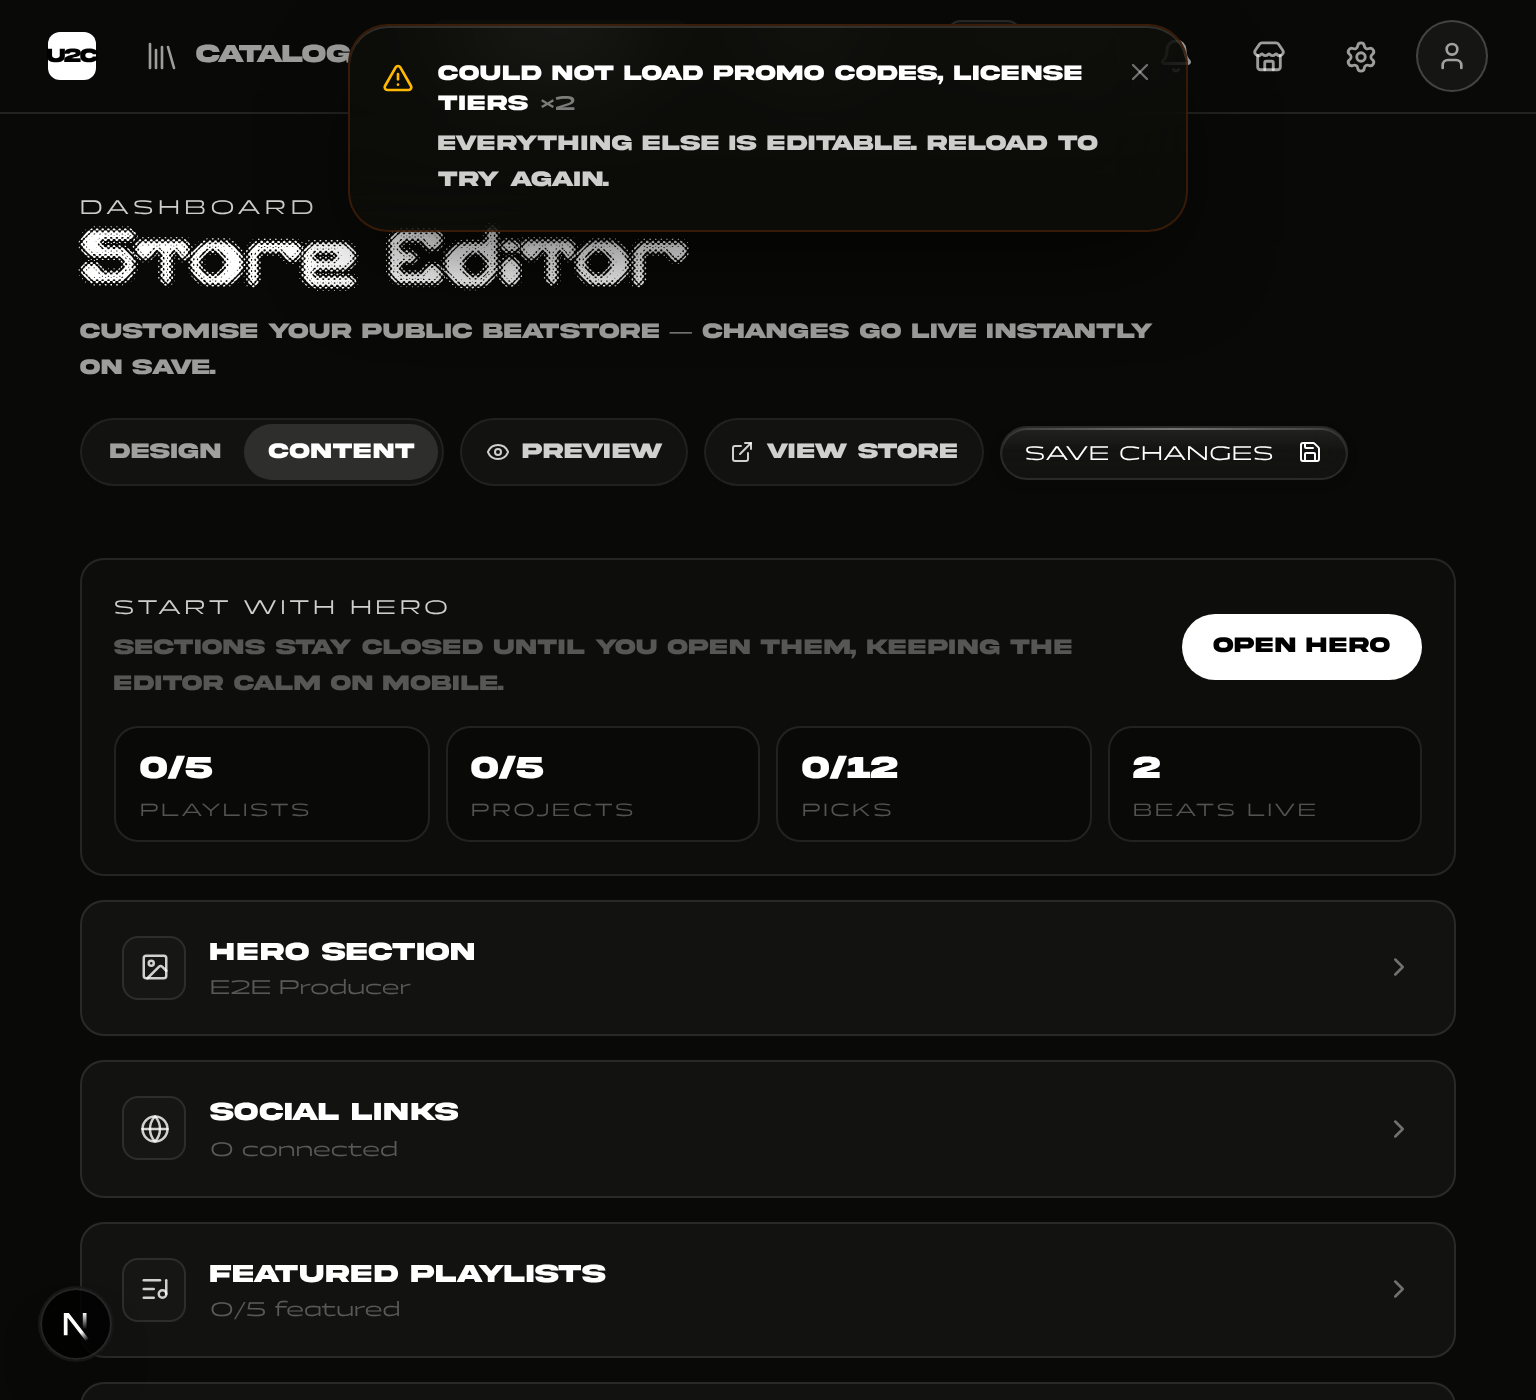 U2C
CATALOG
COULD NOT LOAD PROMO CODES, LICENSE
TIERS ×2
EVERYTHING ELSE IS EDITABLE. RELOAD TO
TRY AGAIN.
DASHBOARD
Store Editor
CUSTOMISE YOUR PUBLIC BEATSTORE — CHANGES GO LIVE INSTANTLY
ON SAVE.
DESIGN CONTENT PREVIEW VIEW STORE SAVE CHANGES
START WITH HERO
SECTIONS STAY CLOSED UNTIL YOU OPEN THEM, KEEPING THE
EDITOR CALM ON MOBILE.
OPEN HERO
0/5 0/5 0/12 2
PLAYLISTS PROJECTS PICKS BEATS LIVE
HERO SECTION
E2E Producer
SOCIAL LINKS
0 connected
FEATURED PLAYLISTS
0/5 featured
N